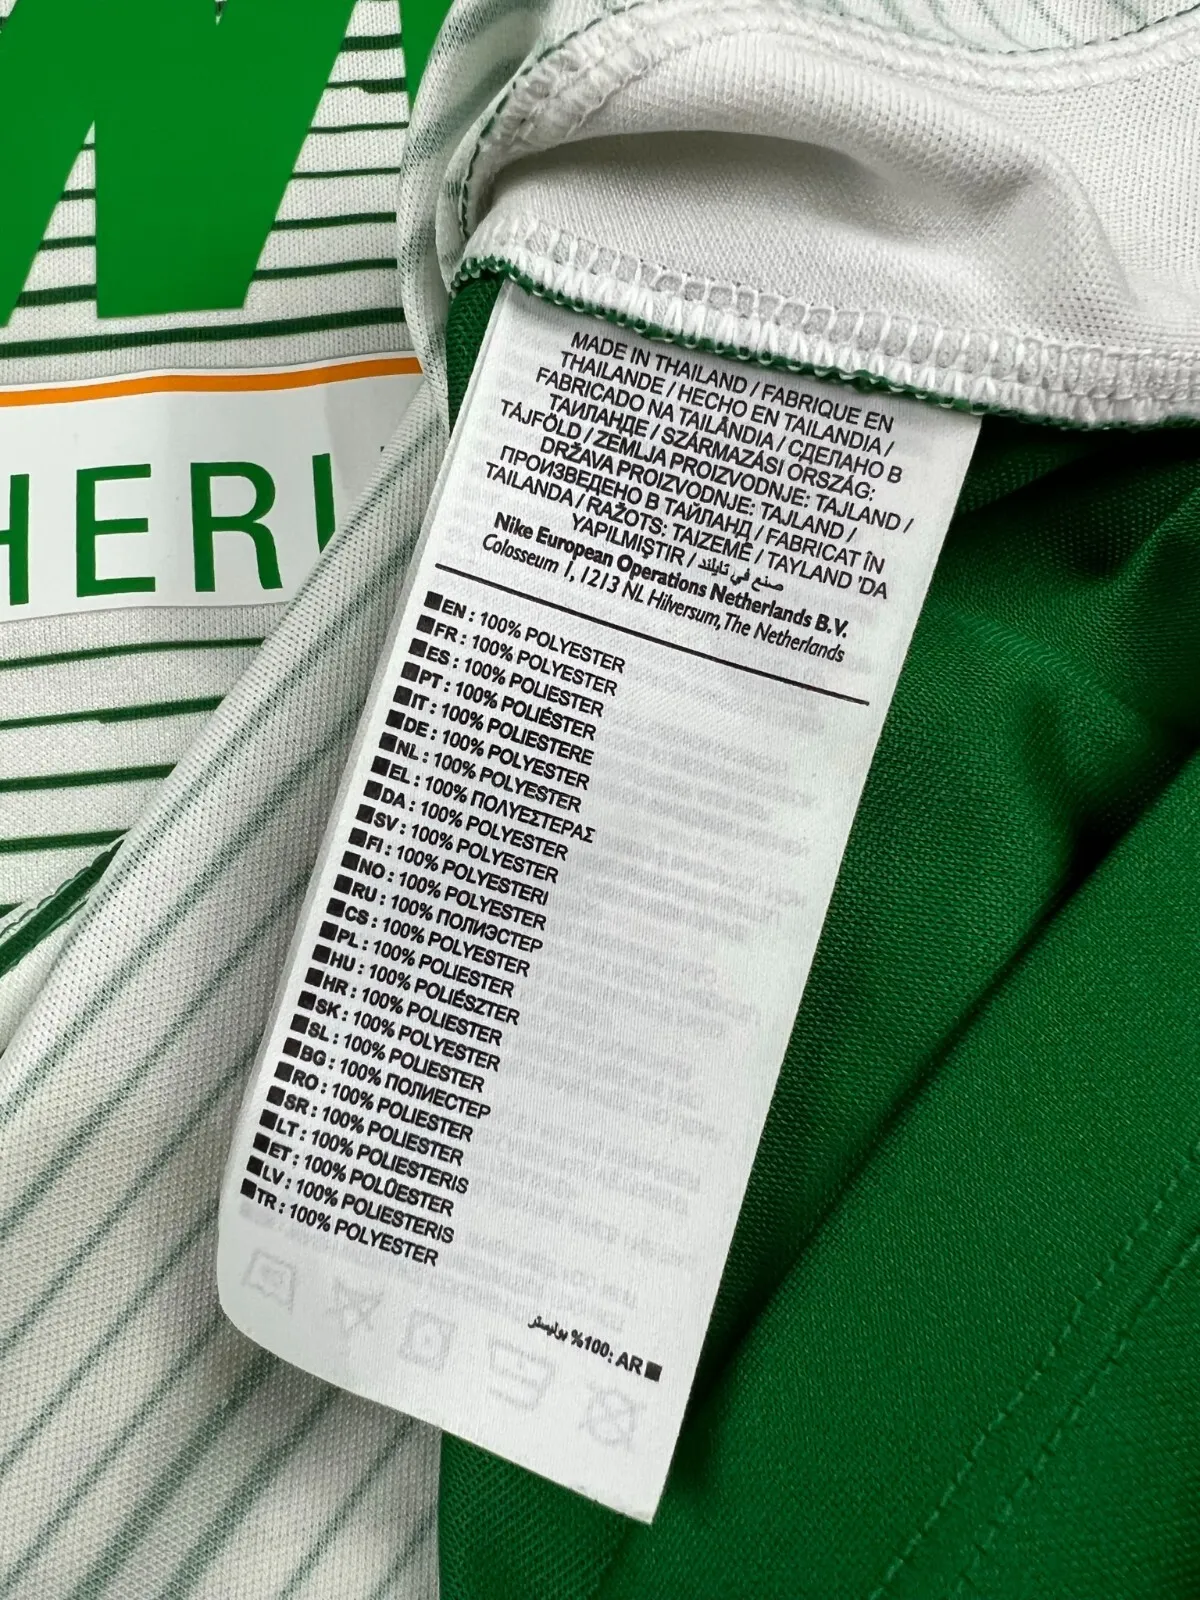 HERI
MADE IN THAILAND / FABRIQUE EN
THAILANDE / HECHO EN TAILANDIA /
FABRICADO NA TAILÂNDIA / СДЕЛАНО В
ТАИЛАНДЕ / SZÁRMAZÁSI ORSZÁG:
TÁJFÖLD / ZEMLJA PROIZVODNJE: TAJLAND /
DRŽAVA PROIZVODNJE: TAJLAND /
ПРОИЗВЕДЕНО В ТАЙЛАНД / FABRICAT ÎN
TAILANDA / RAŽOTS: TAIZEMĒ / TAYLAND 'DA
YAPILMIŞTIR / صنع في تايلند
Nike European Operations Netherlands B.V.
Colosseum 1, 1213 NL Hilversum, The Netherlands
EN : 100% POLYESTER
FR : 100% POLYESTER
ES : 100% POLIESTER
PT : 100% POLIÉSTER
IT : 100% POLIESTERE
DE : 100% POLYESTER
NL : 100% POLYESTER
EL : 100% ΠΟΛΥΕΣΤΕΡΑΣ
DA : 100% POLYESTER
SV : 100% POLYESTER
FI : 100% POLYESTERI
NO : 100% POLYESTER
RU : 100% ПОЛИЭСТЕР
CS : 100% POLYESTER
PL : 100% POLIESTER
HU : 100% POLIÉSZTER
HR : 100% POLIESTER
SK : 100% POLYESTER
SL : 100% POLIESTER
BG : 100% ПОЛИЕСТЕР
RO : 100% POLIESTER
SR : 100% POLIESTER
LT : 100% POLIESTERIS
ET : 100% POLÜESTER
LV : 100% POLIESTERIS
TR : 100% POLYESTER
AR :100% بوليستر